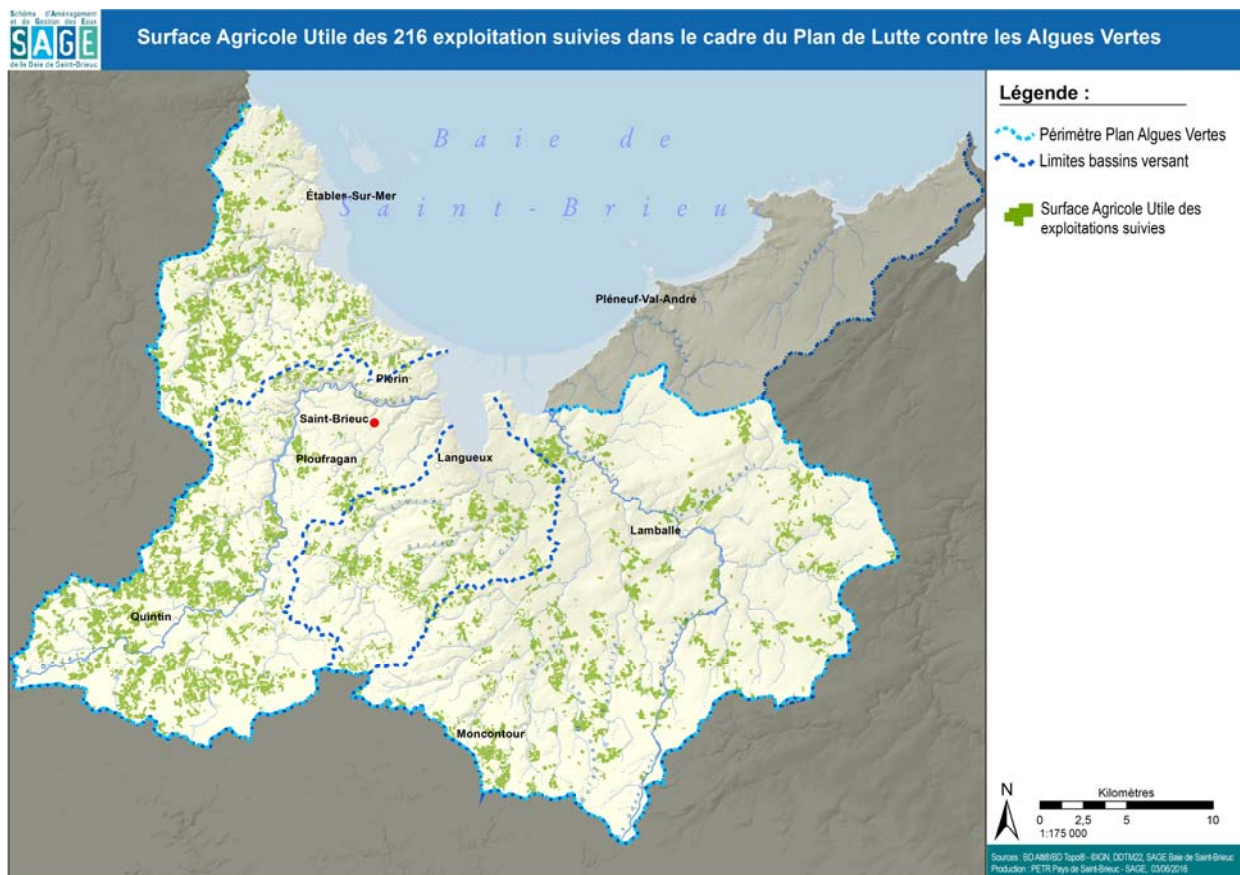 Schéma d'Aménagement
et de Gestion des Eaux
SAGE
de la Baie de Saint-Brieuc
Surface Agricole Utile des 216 exploitation suivies dans le cadre du Plan de Lutte contre les Algues Vertes
Baie de
Saint-Brieuc
Étables-Sur-Mer
Pléneuf-Val-André
Plérin
Saint-Brieuc
Ploufragan
Langueux
Lamballe
Quintin
Moncontour
Légende :
Périmètre Plan Algues Vertes
Limites bassins versant
Surface Agricole Utile des
exploitations suivies
N
Kilomètres
0 2,5 5 10
1:175 000
Sources : BD Alti®/BD Topo® - ©IGN, DDTM22, SAGE Baie de Saint-Brieuc
Production : PETR Pays de Saint-Brieuc - SAGE, 03/06/2016